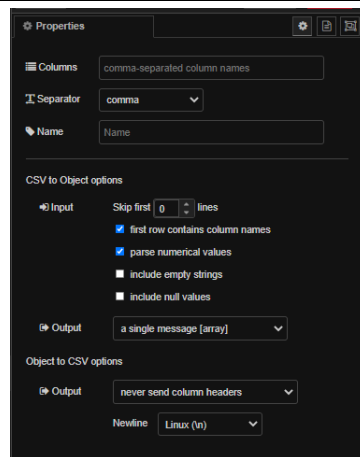 Properties
Columns comma-separated column names
Separator comma
Name Name
CSV to Object options
Input Skip first 0 lines
first row contains column names
parse numerical values
include empty strings
include null values
Output a single message [array]
Object to CSV options
Output never send column headers
Newline Linux (\n)